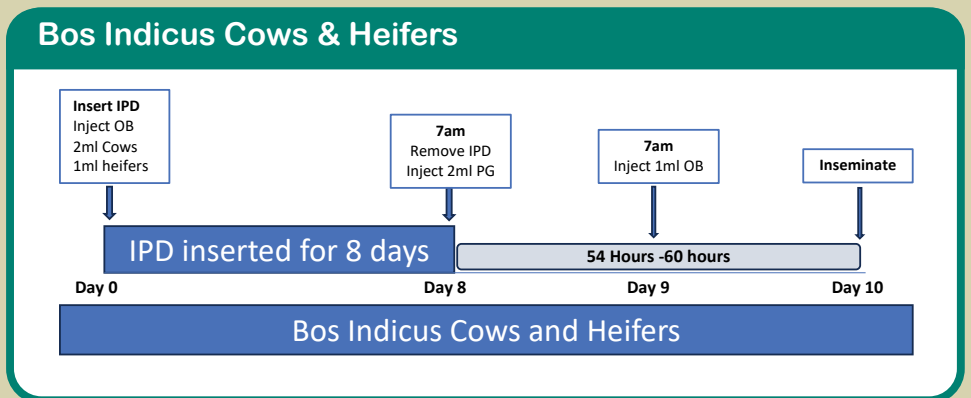 Bos Indicus Cows & Heifers
Insert IPD
Inject OB
2ml Cows
1ml heifers
7am
Remove IPD
Inject 2ml PG
7am
Inject 1ml OB
Inseminate
IPD inserted for 8 days
54 Hours -60 hours
Day 0
Day 8
Day 9
Day 10
Bos Indicus Cows and Heifers